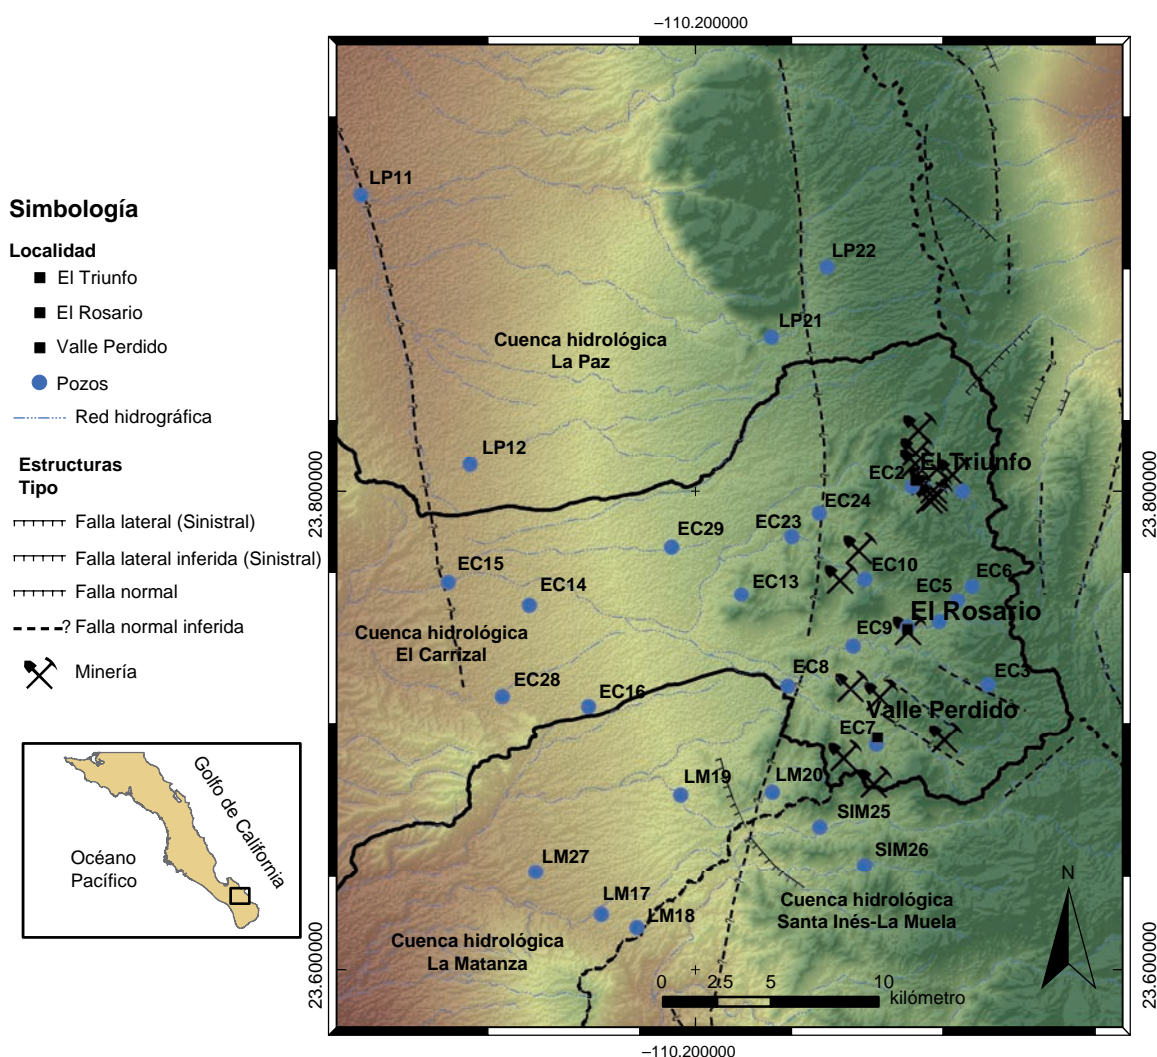 −110.200000
Simbología
Localidad
El Triunfo
El Rosario
Valle Perdido
Pozos
Red hidrográfica
Estructuras
Tipo
Falla lateral (Sinistral)
Falla lateral inferida (Sinistral)
Falla normal
? Falla normal inferida
Minería
Golfo de California
Océano
Pacífico
23.800000
23.600000
LP11
LP22
LP21
Cuenca hidrológica
La Paz
LP12
EC2
El Triunfo
EC24
EC23
EC29
EC15
EC14
EC13
EC10
EC5
EC6
El Rosario
EC9
Cuenca hidrológica
El Carrizal
EC28
EC16
EC8
EC3
Valle Perdido
EC7
LM19
LM20
SIM25
SIM26
LM27
LM17
LM18
Cuenca hidrológica
Santa Inés-La Muela
Cuenca hidrológica
La Matanza
N
0 2.5 5 10
kilómetro
23.800000
23.600000
−110.200000